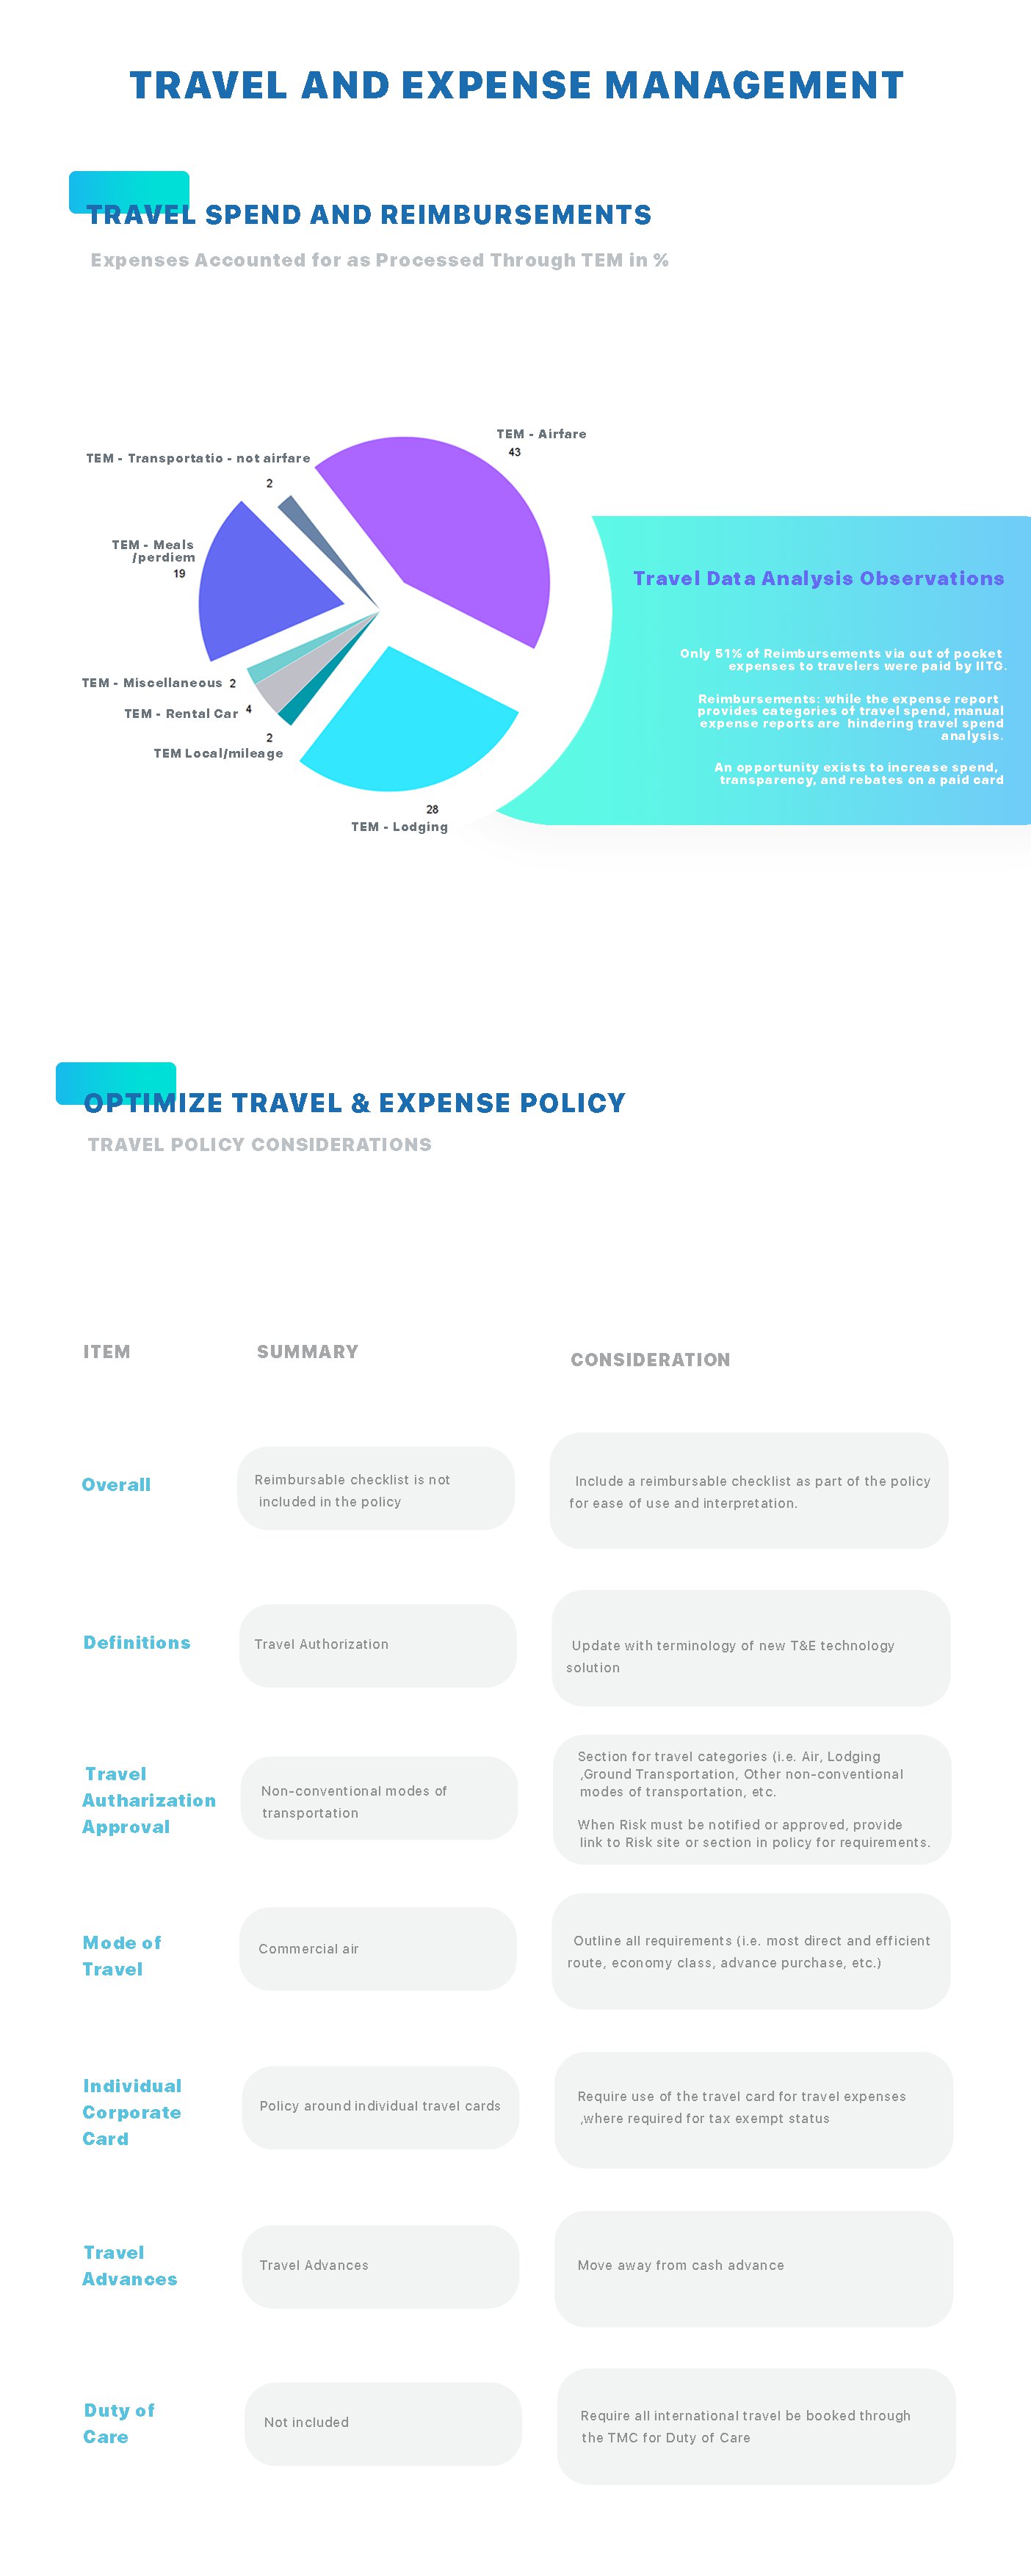 TRAVEL AND EXPENSE MANAGEMENT
TRAVEL SPEND AND REIMBURSEMENTS
Expenses Accounted for as Processed Through TEM in %
TEM - Airfare
43
TEM - Transportatio - not airfare
2
TEM - Meals
/perdiem
19
TEM - Miscellaneous 2
TEM - Rental Car 4
2
TEM Local/mileage
28
TEM - Lodging
Travel Data Analysis Observations
Only 51% of Reimbursements via out of pocket
expenses to travelers were paid by IITG.
Reimbursements: while the expense report
provides categories of travel spend, manual
expense reports are hindering travel spend
analysis.
An opportunity exists to increase spend,
transparency, and rebates on a paid card
OPTIMIZE TRAVEL & EXPENSE POLICY
TRAVEL POLICY CONSIDERATIONS
ITEM
SUMMARY
CONSIDERATION
Overall
Reimbursable checklist is not
included in the policy
Include a reimbursable checklist as part of the policy
for ease of use and interpretation.
Definitions
Travel Authorization
Update with terminology of new T&E technology
solution
Travel
Autharization
Approval
Non-conventional modes of
transportation
Section for travel categories (i.e. Air, Lodging
,Ground Transportation, Other non-conventional
modes of transportation, etc.
When Risk must be notified or approved, provide
link to Risk site or section in policy for requirements.
Mode of
Travel
Commercial air
Outline all requirements (i.e. most direct and efficient
route, economy class, advance purchase, etc.)
Individual
Corporate
Card
Policy around individual travel cards
Require use of the travel card for travel expenses
,where required for tax exempt status
Travel
Advances
Travel Advances
Move away from cash advance
Duty of
Care
Not included
Require all international travel be booked through
the TMC for Duty of Care